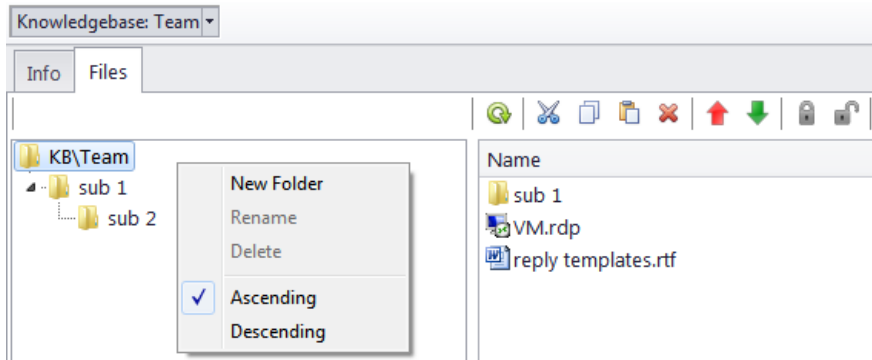 Knowledgebase: Team
Info
Files
KB\Team
sub 1
sub 2
New Folder
Rename
Delete
Ascending
Descending
Name
sub 1
VM.rdp
reply templates.rtf